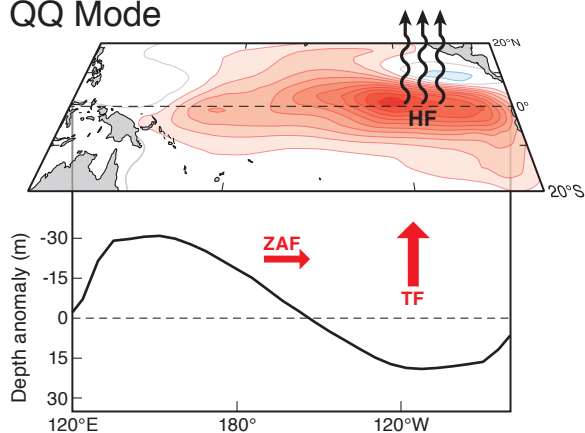 QQ Mode
20°N
0°
HF
20°S
Depth anomaly (m)
-30
-15
0
15
30
ZAF
TF
120°E
180°
120°W